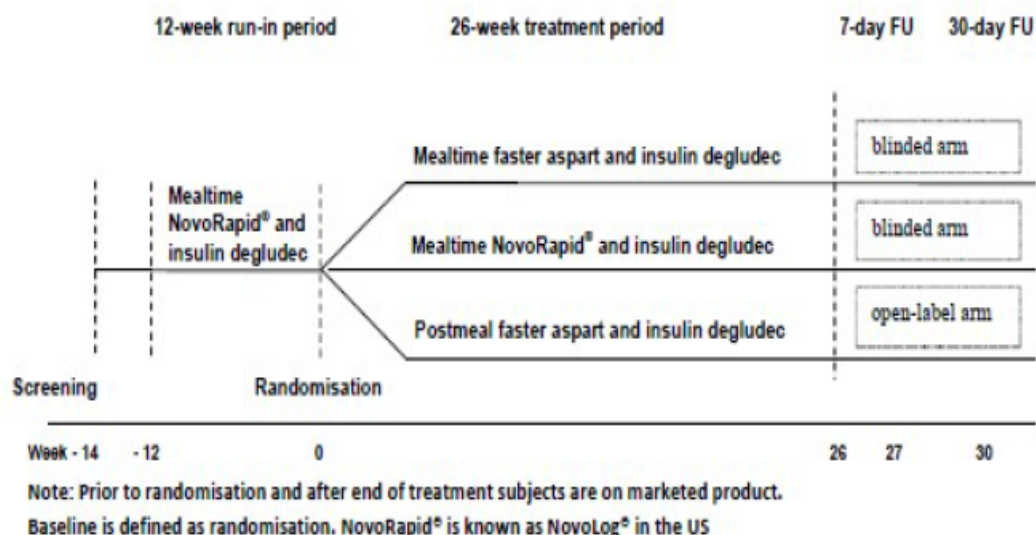 12-week run-in period 26-week treatment period 7-day FU 30-day FU
Mealtime faster aspart and insulin degludec
blinded arm
Mealtime
NovoRapid® and
insulin degludec
Mealtime NovoRapid® and insulin degludec
blinded arm
Postmeal faster aspart and insulin degludec
open-label arm
Screening Randomisation
Week - 14 - 12 0 26 27 30
Note: Prior to randomisation and after end of treatment subjects are on marketed product.
Baseline is defined as randomisation. NovoRapid® is known as NovoLog® in the US